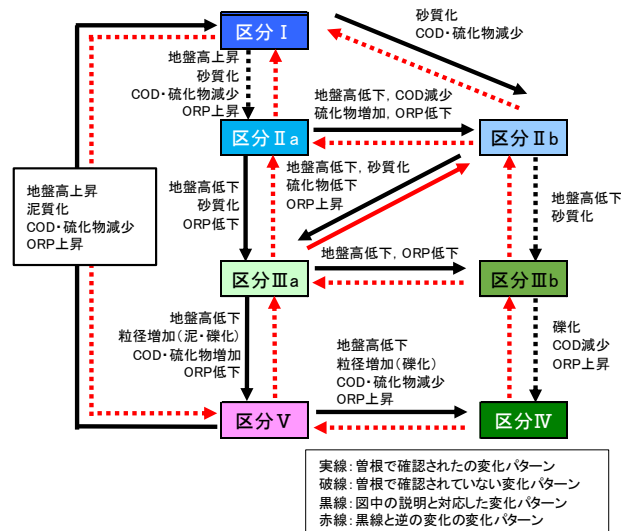 区分Ⅰ
砂質化
COD・硫化物減少
地盤高上昇
砂質化
COD・硫化物減少
ORP上昇
区分Ⅱa
地盤高低下, COD減少
硫化物増加, ORP低下
区分Ⅱb
地盤高上昇
泥質化
COD・硫化物減少
ORP上昇
地盤高低下
砂質化
ORP低下
地盤高低下, 砂質化
硫化物低下
ORP上昇
地盤高低下
砂質化
区分Ⅲa
地盤高低下, ORP低下
区分Ⅲb
地盤高低下
粒径増加(泥・礫化)
COD・硫化物増加
ORP低下
地盤高低下
粒径増加(礫化)
COD・硫化物減少
ORP上昇
礫化
COD減少
ORP上昇
区分Ⅴ
区分Ⅳ
実線:曽根で確認されたの変化パターン
破線:曽根で確認されていない変化パターン
黒線:図中の説明と対応した変化パターン
赤線:黒線と逆の変化の変化パターン